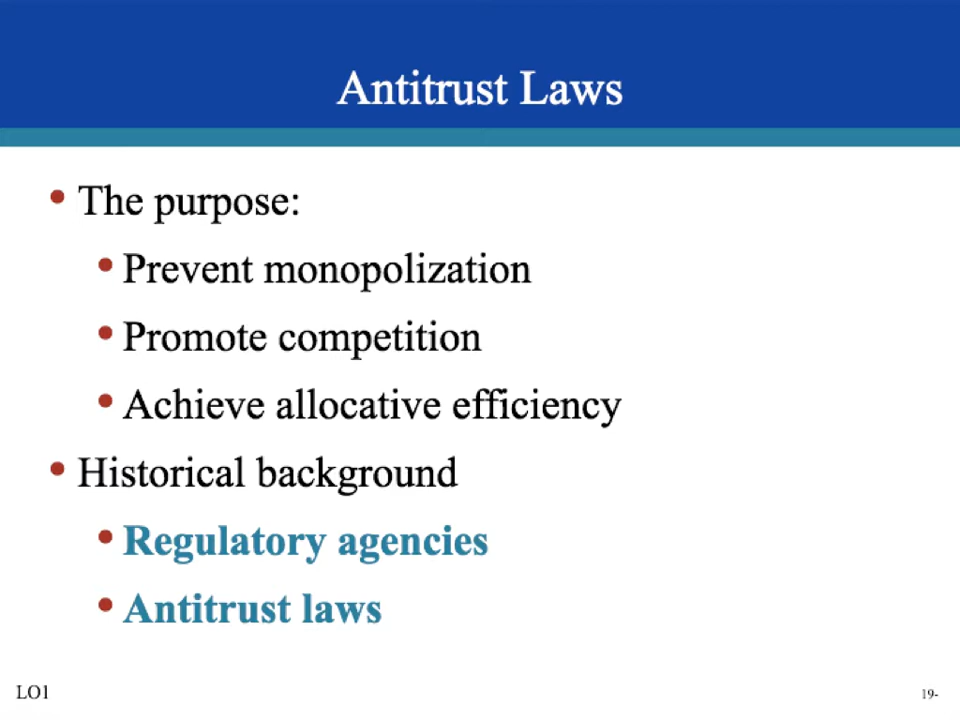 Antitrust Laws
• The purpose:
• Prevent monopolization
• Promote competition
• Achieve allocative efficiency
• Historical background
• Regulatory agencies
• Antitrust laws
LO1
19-